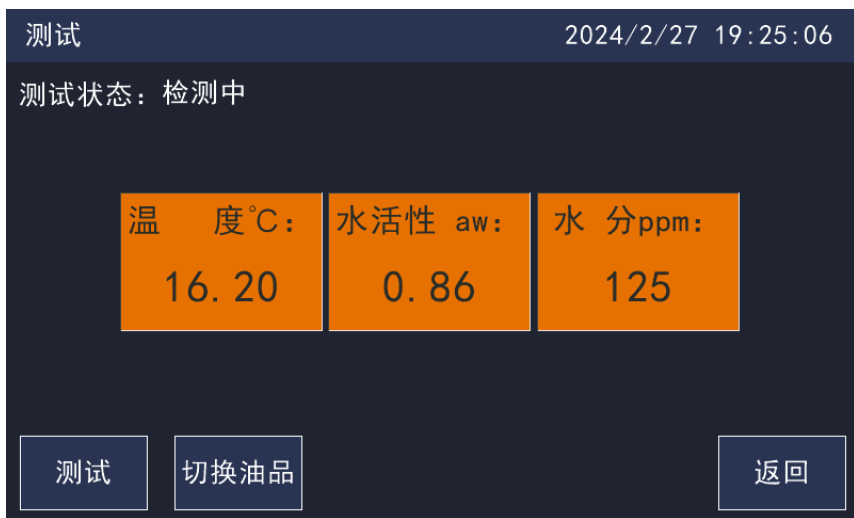 测试 2024/2/27 19:25:06
测试状态：检测中
温 度℃： 水活性 aw： 水 分ppm：
16.20 0.86 125
测试 切换油品 返回